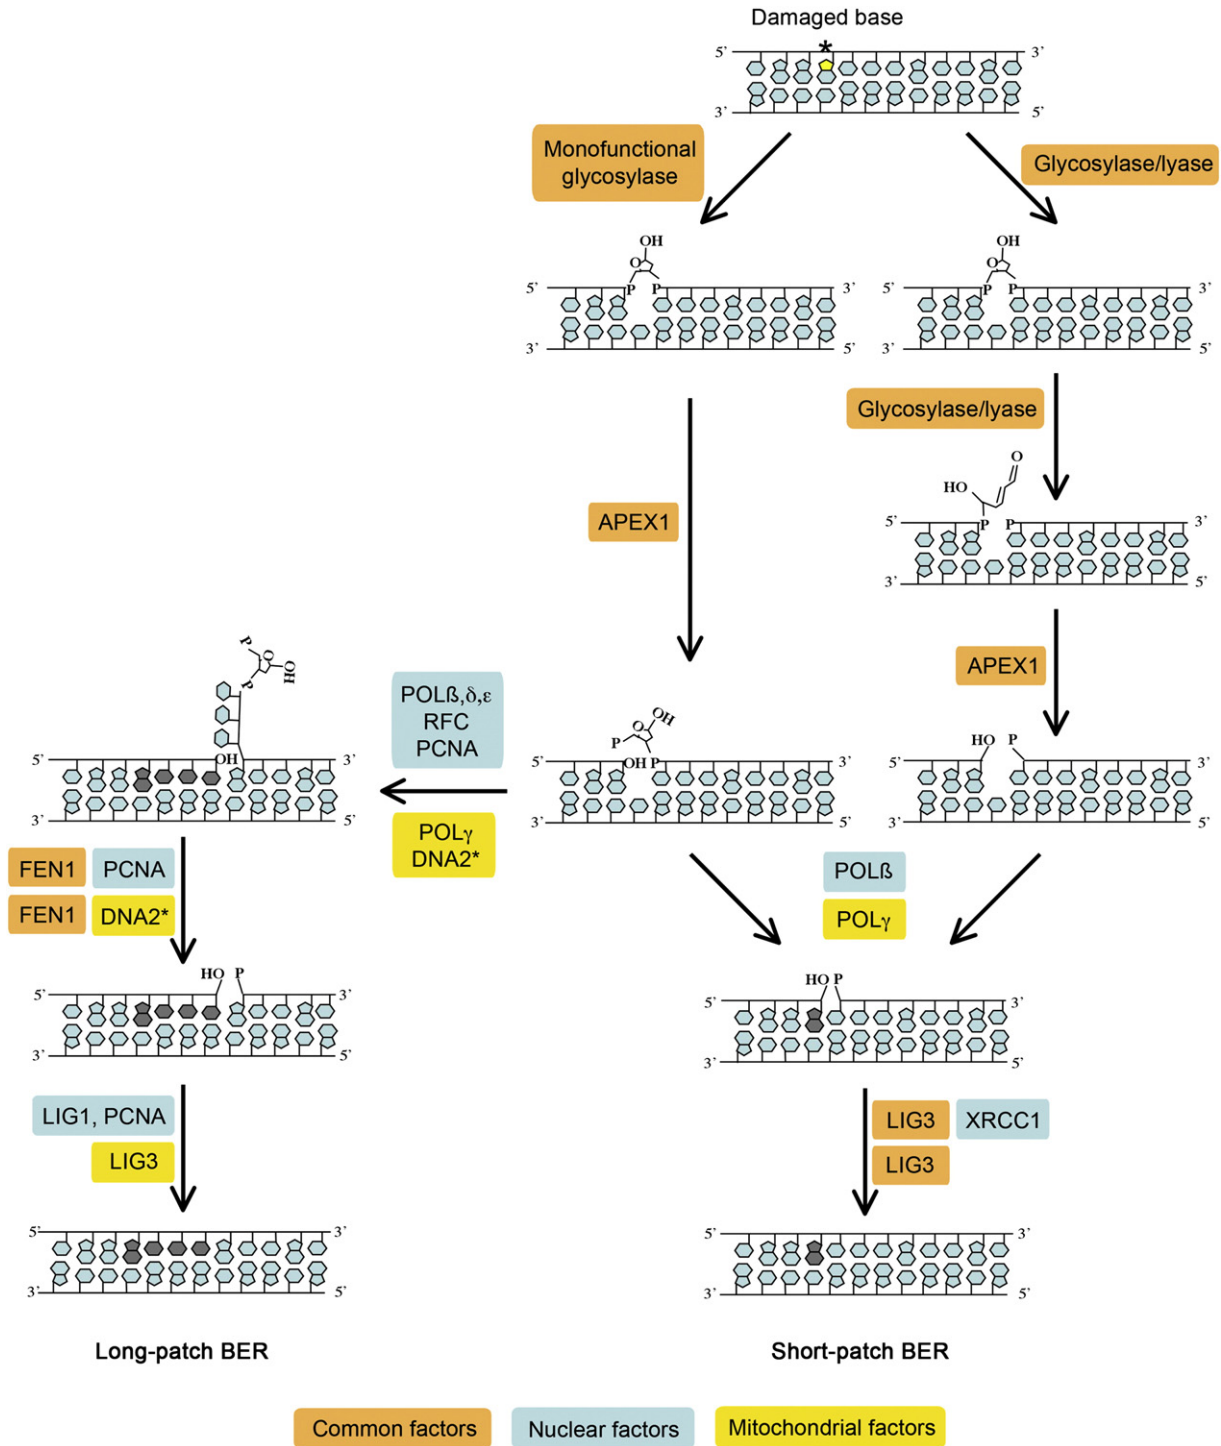 Damaged base
*
5’ 3’
3’ 5’
Monofunctional
glycosylase
Glycosylase/lyase
OH
O
P P
5’ 3’
3’ 5’
OH
O
P P
5’ 3’
3’ 5’
Glycosylase/lyase
APEX1
O
HO
P P
5’ 3’
3’ 5’
APEX1
P
O
OH
P
OH
5’ 3’
3’ 5’
POLß,δ,ε
RFC
PCNA
POLγ
DNA2*
OH
O
P
OH P
5’ 3’
3’ 5’
HO P
5’ 3’
3’ 5’
FEN1 PCNA
FEN1 DNA2*
POLß
POLγ
HO P
5’ 3’
3’ 5’
HO P
5’ 3’
3’ 5’
LIG1, PCNA
LIG3
LIG3 XRCC1
LIG3
5’ 3’
3’ 5’
5’ 3’
3’ 5’
Long-patch BER
Short-patch BER
Common factors
Nuclear factors
Mitochondrial factors